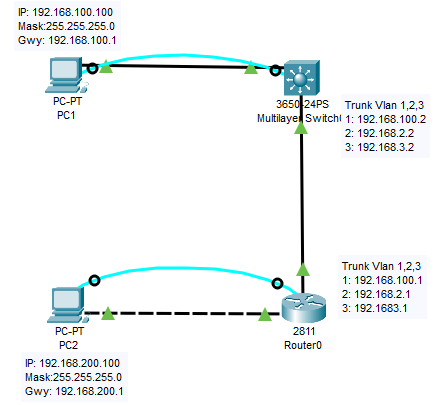 IP: 192.168.100.100
Mask:255.255.255.0
Gwy: 192.168.100.1
PC-PT
PC1
3650-24PS
Multilayer Switch
Trunk Vlan 1,2,3
1: 192.168.100.2
2: 192.168.2.2
3: 192.168.3.2
Trunk Vlan 1,2,3
1: 192.168.100.1
2: 192.168.2.1
3: 192.1683.1
PC-PT
PC2
2811
Router0
IP: 192.168.200.100
Mask:255.255.255.0
Gwy: 192.168.200.1